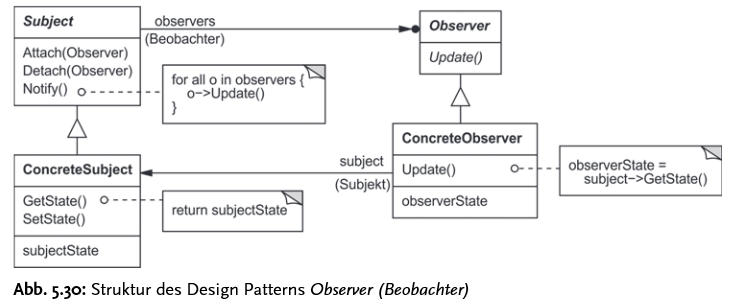 Subject
Attach(Observer)
Detach(Observer)
Notify()
observers
(Beobachter)
Observer
Update()
for all o in observers {
o->Update()
}
ConcreteSubject
GetState()
SetState()
subjectState
return subjectState
subject
(Subjekt)
ConcreteObserver
Update()
observerState
observerState =
subject->GetState()
Abb. 5.30: Struktur des Design Patterns Observer (Beobachter)